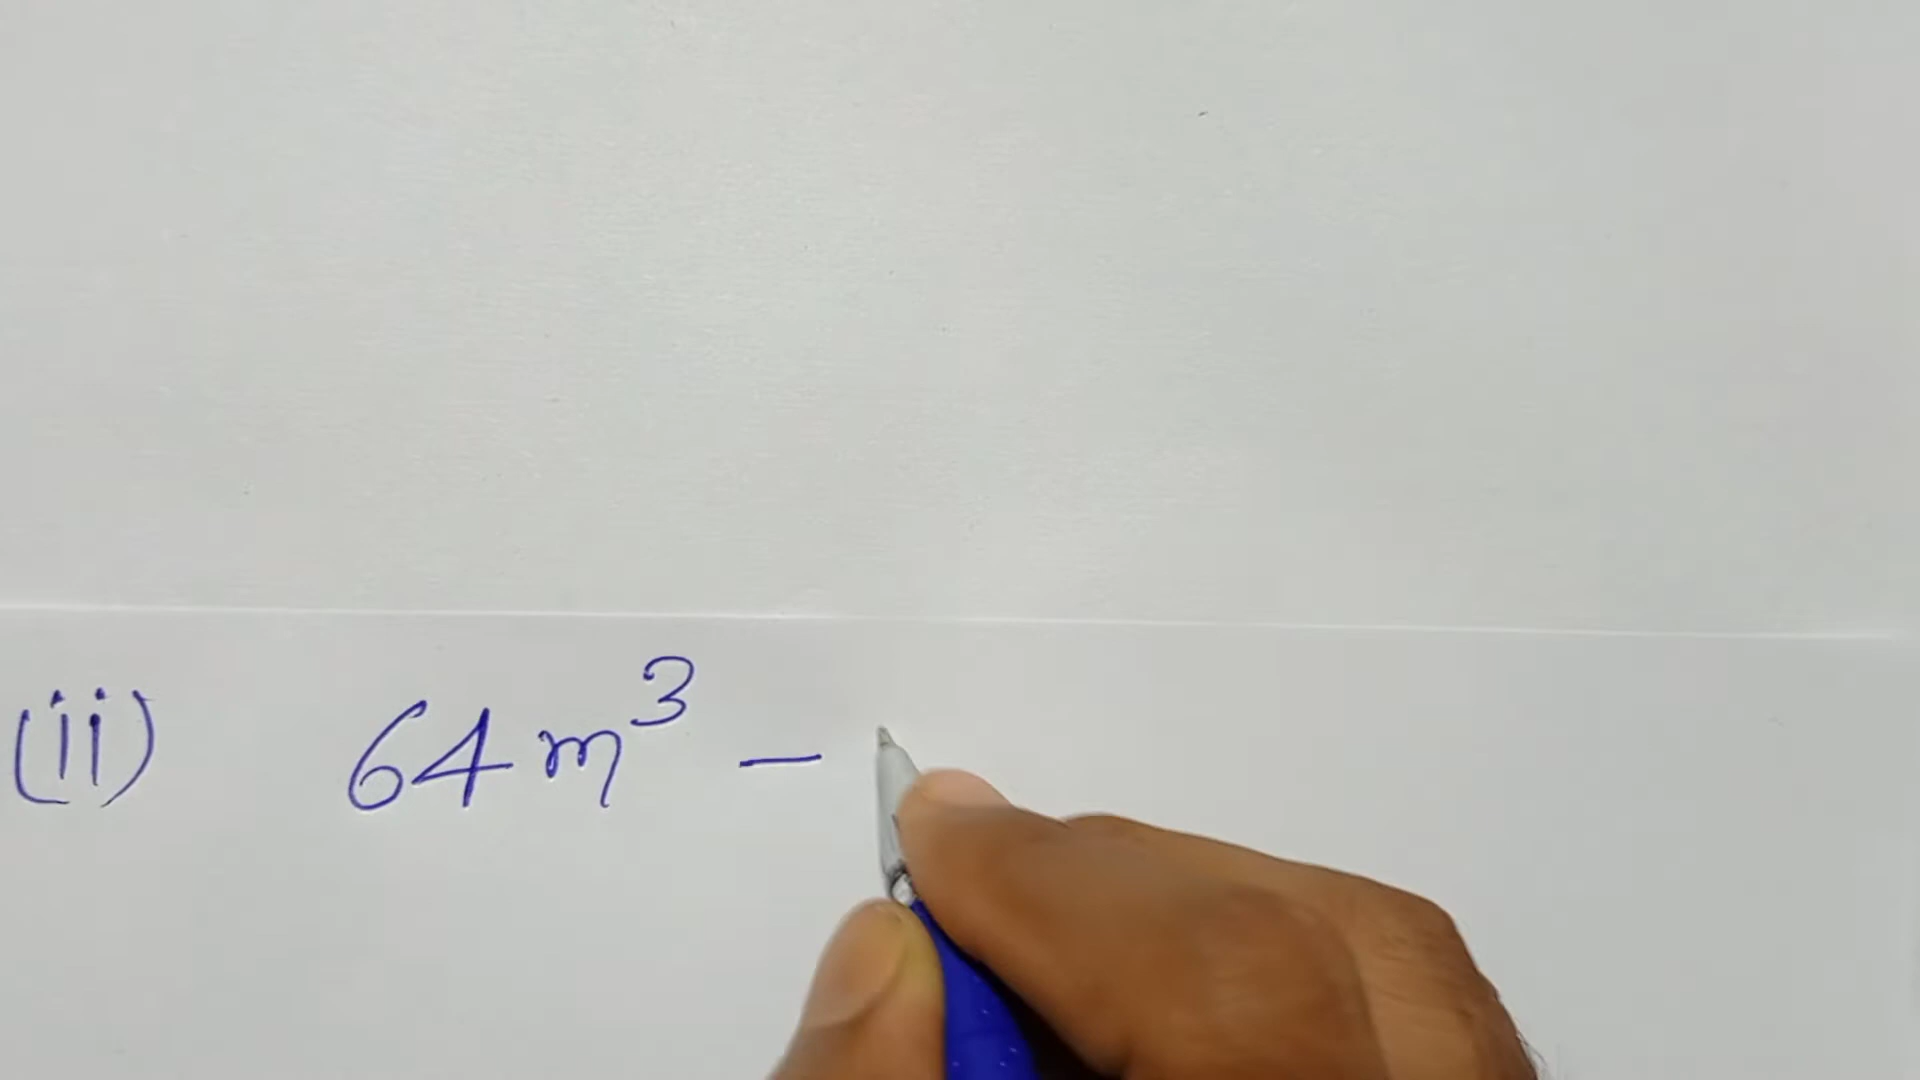 (ii) 64m³ –